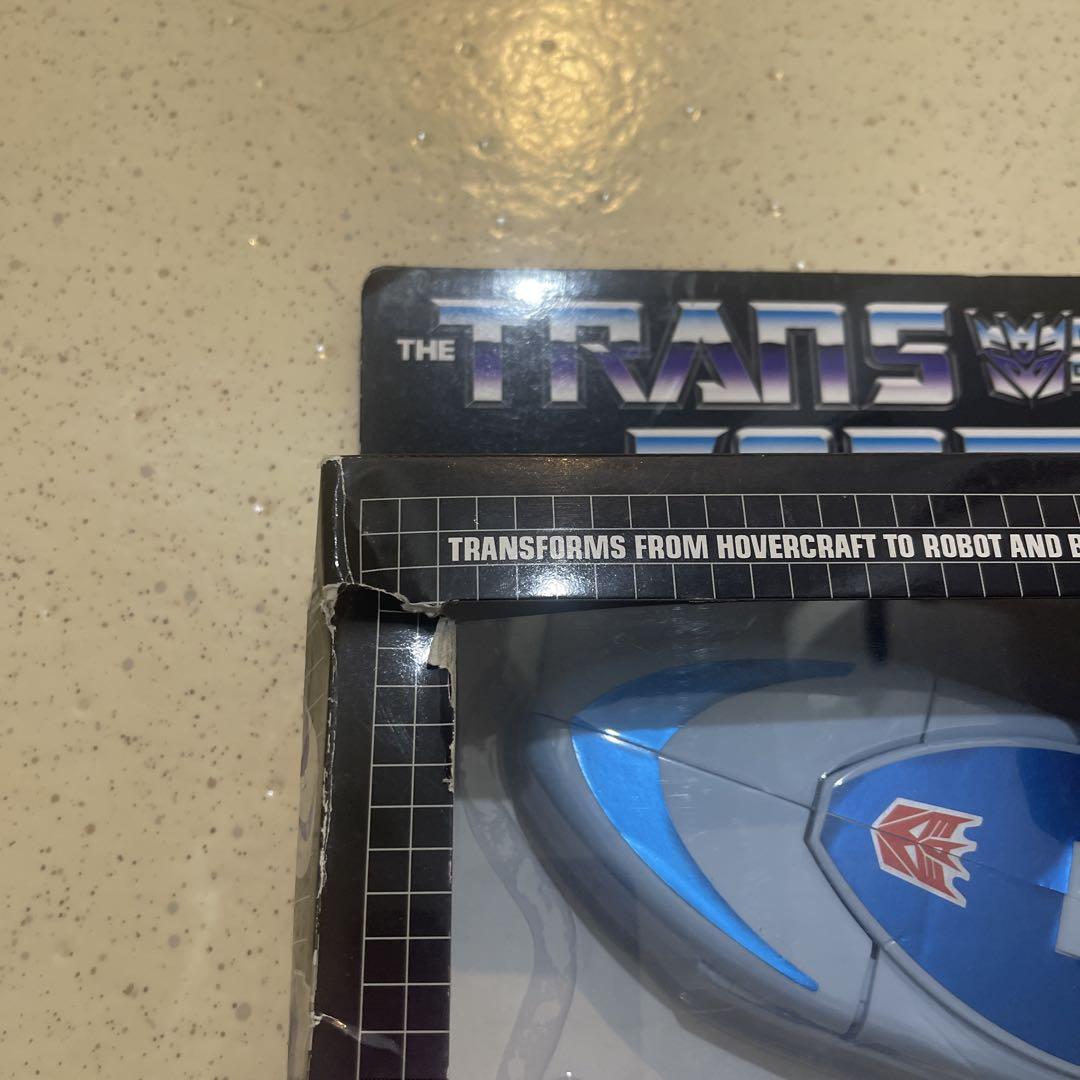 THE TRANS
TRANSFORMS FROM HOVERCRAFT TO ROBOT AND B